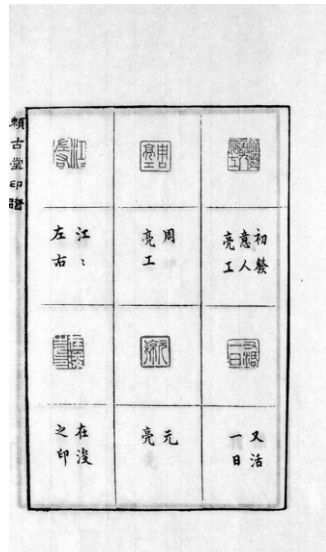 初發
意人
亮工
周
亮工
江〻
左右
又活
一日
元
亮
在浚
之印
賴古堂印譜